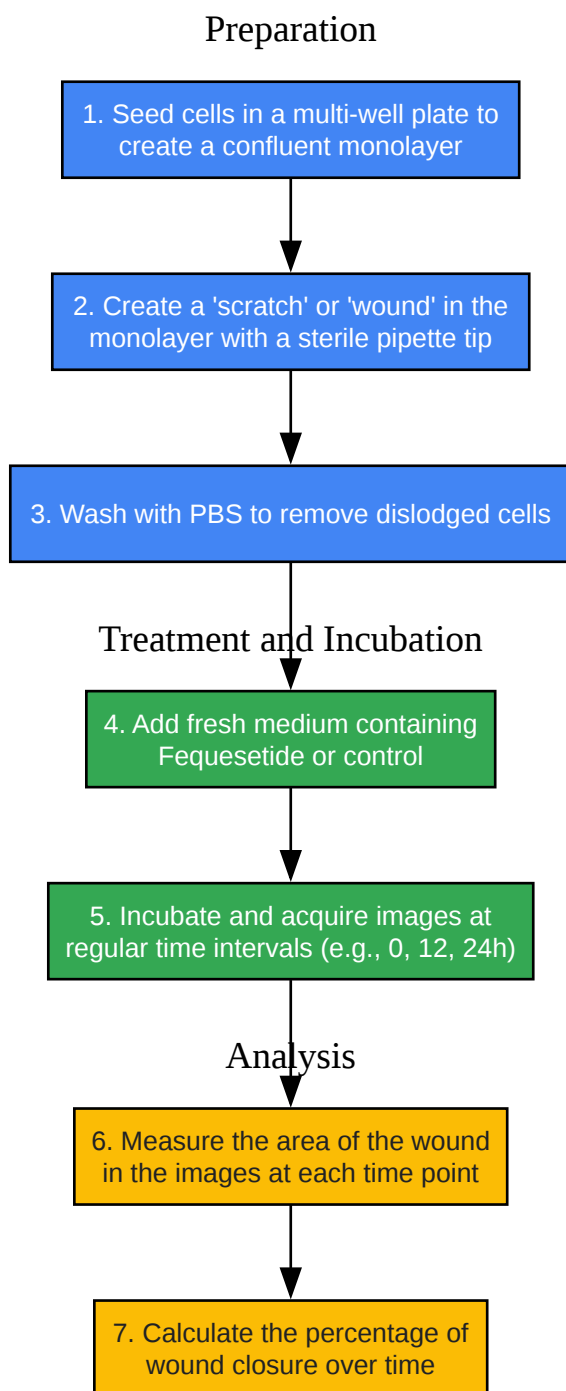 Preparation
1. Seed cells in a multi-well plate to
create a confluent monolayer
2. Create a 'scratch' or 'wound' in the
monolayer with a sterile pipette tip
3. Wash with PBS to remove dislodged cells
Treatment and Incubation
4. Add fresh medium containing
Fequesetide or control
5. Incubate and acquire images at
regular time intervals (e.g., 0, 12, 24h)
Analysis
6. Measure the area of the wound
in the images at each time point
7. Calculate the percentage of
wound closure over time